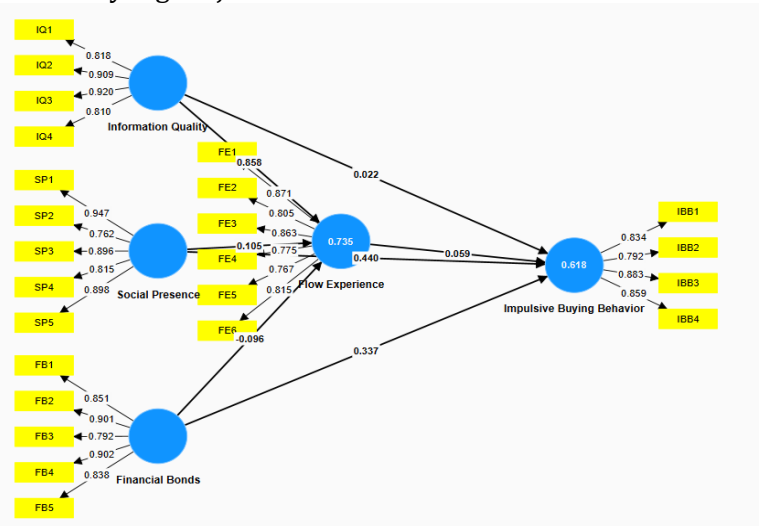 IQ1
IQ2
IQ3
IQ4
0.818
0.909
0.920
0.810
Information Quality
SP1
SP2
SP3
SP4
SP5
0.947
0.762
0.896
0.815
0.898
Social Presence
FB1
FB2
FB3
FB4
FB5
0.851
0.901
0.792
0.902
0.838
Financial Bonds
FE1
FE2
FE3
FE4
FE5
FE6
0.858
0.871
0.805
0.863
0.775
0.767
0.815
0.105
-0.096
0.735
Flow Experience
0.022
0.059
0.440
0.337
0.618
Impulsive Buying Behavior
0.834
0.792
0.883
0.859
IBB1
IBB2
IBB3
IBB4